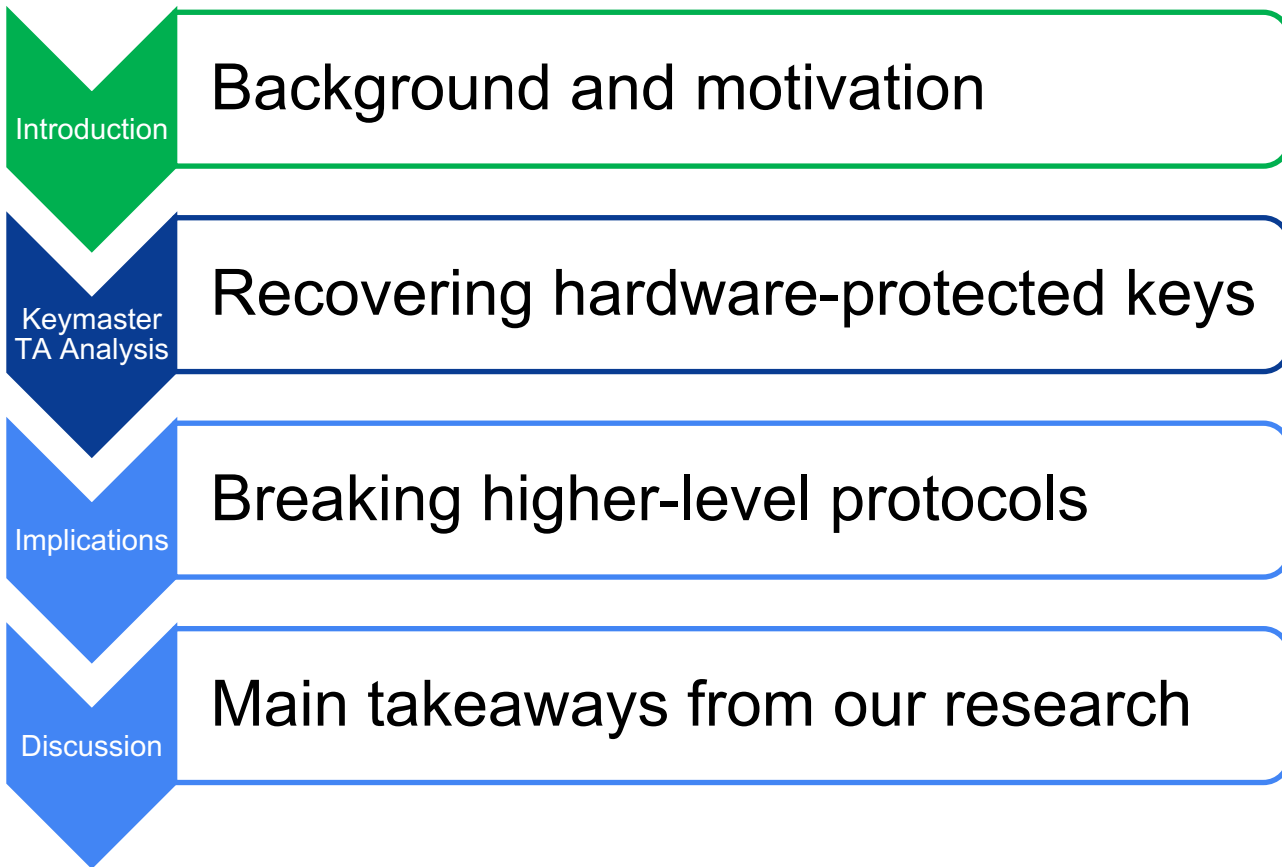 Introduction
Background and motivation
Keymaster
TA Analysis
Recovering hardware-protected keys
Implications
Breaking higher-level protocols
Discussion
Main takeaways from our research